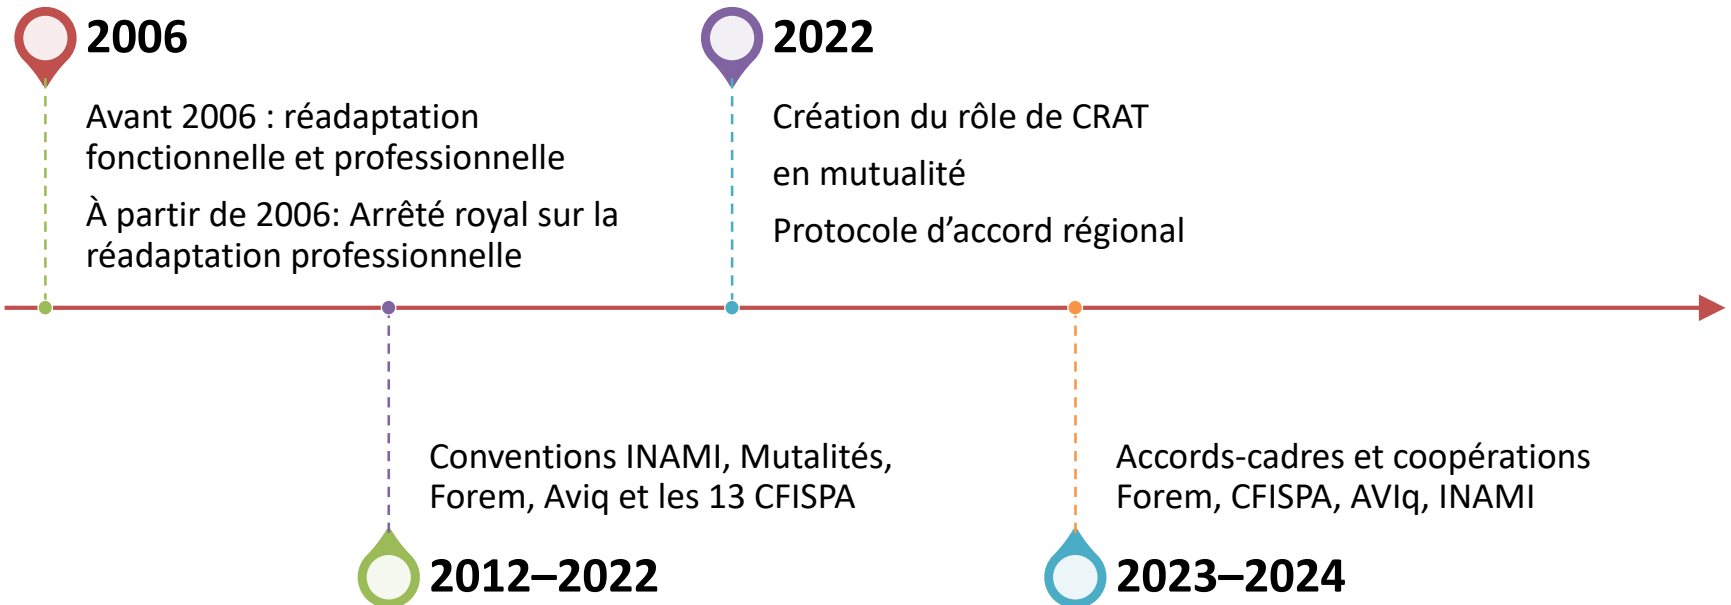 2006
Avant 2006 : réadaptation
fonctionnelle et professionnelle
À partir de 2006: Arrêté royal sur la
réadaptation professionnelle
2022
Création du rôle de CRAT
en mutualité
Protocole d’accord régional
Conventions INAMI, Mutalités,
Forem, Aviq et les 13 CFISPA
2012–2022
Accords-cadres et coopérations
Forem, CFISPA, AVIq, INAMI
2023–2024